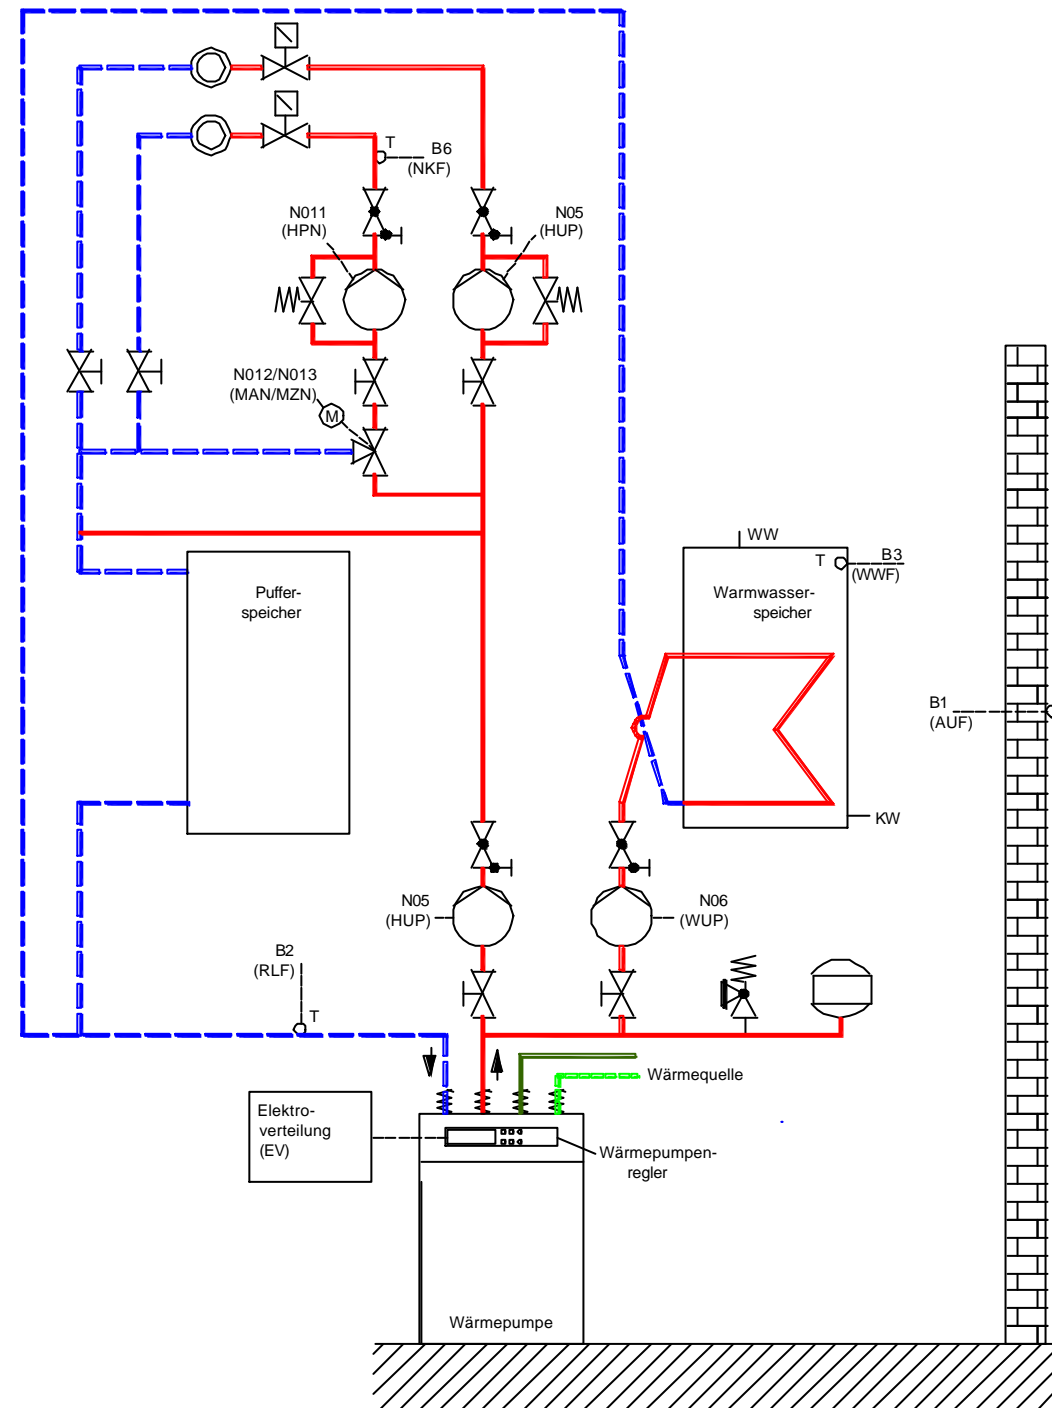 T
B6
(NKF)
N011
(HPN)
N05
(HUP)
N012/N013
(MAN/MZN)
M
WW
T
B3
(WWF)
Puffer-
speicher
Warmwasser-
speicher
B1
(AUF)
KW
N05
(HUP)
N06
(WUP)
B2
(RLF)
T
Wärmequelle
Elektro-
verteilung
(EV)
Wärmepumpen-
regler
Wärmepumpe